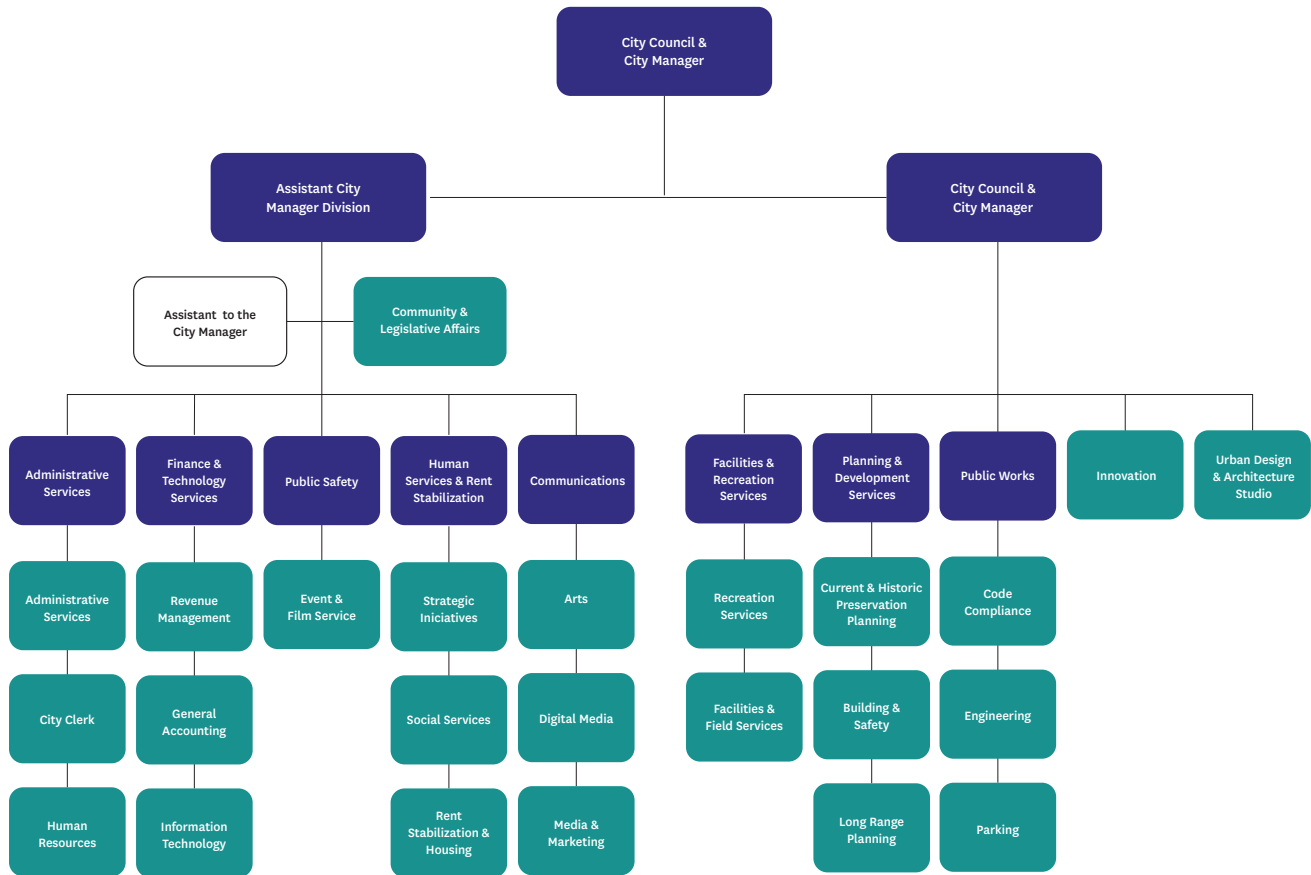 City Council &
City Manager
Assistant City
Manager Division
City Council &
City Manager
Assistant to the
City Manager
Community &
Legislative Affairs
Administrative
Services
Finance &
Technology
Services
Public Safety
Human
Services & Rent
Stabilization
Communications
Facilities &
Recreation
Services
Planning &
Development
Services
Public Works
Innovation
Urban Design
& Architecture
Studio
Administrative
Services
Revenue
Management
Event &
Film Service
Strategic
Iniciatives
Arts
Recreation
Services
Current & Historic
Preservation
Planning
Code
Compliance
City Clerk
General
Accounting
Social Services
Digital Media
Facilities &
Field Services
Building &
Safety
Engineering
Human
Resources
Information
Technology
Rent
Stabilization &
Housing
Media &
Marketing
Long Range
Planning
Parking